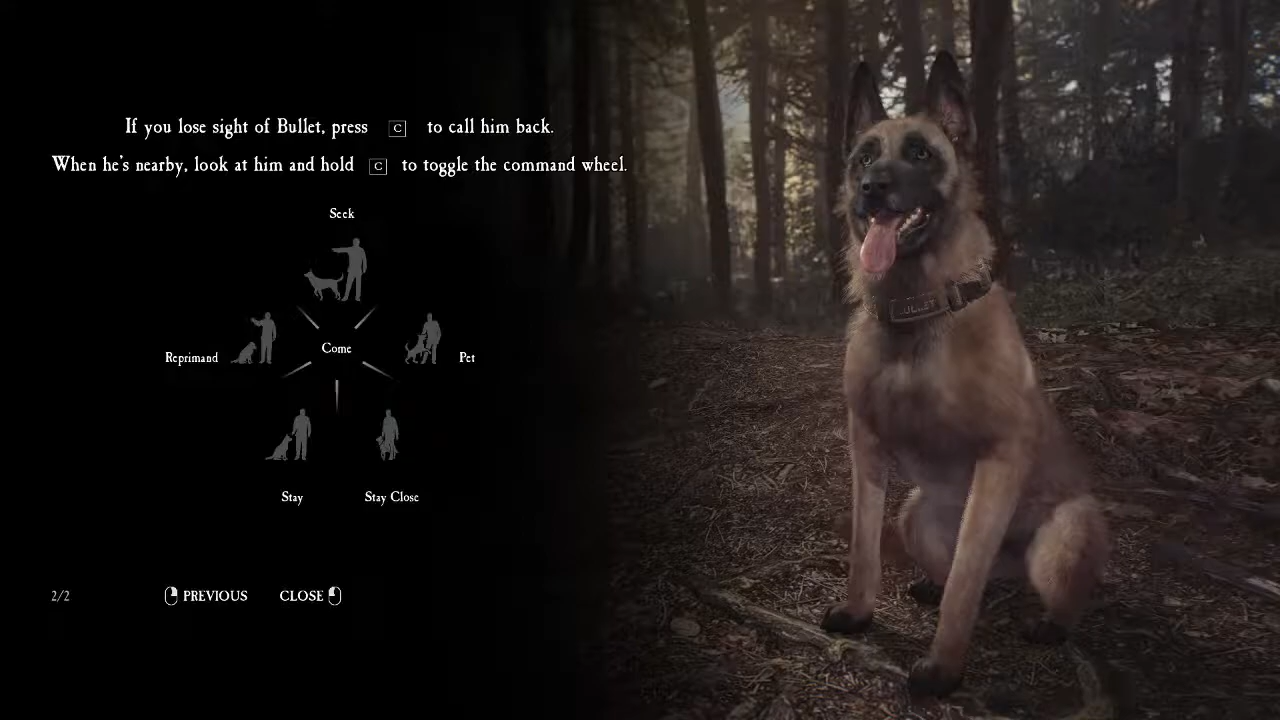 If you lose sight of Bullet, press C to call him back.
When he's nearby, look at him and hold C to toggle the command wheel.
Seek
Come
Reprimand
Pet
Stay
Stay Close
BULLET
2/2
PREVIOUS
CLOSE